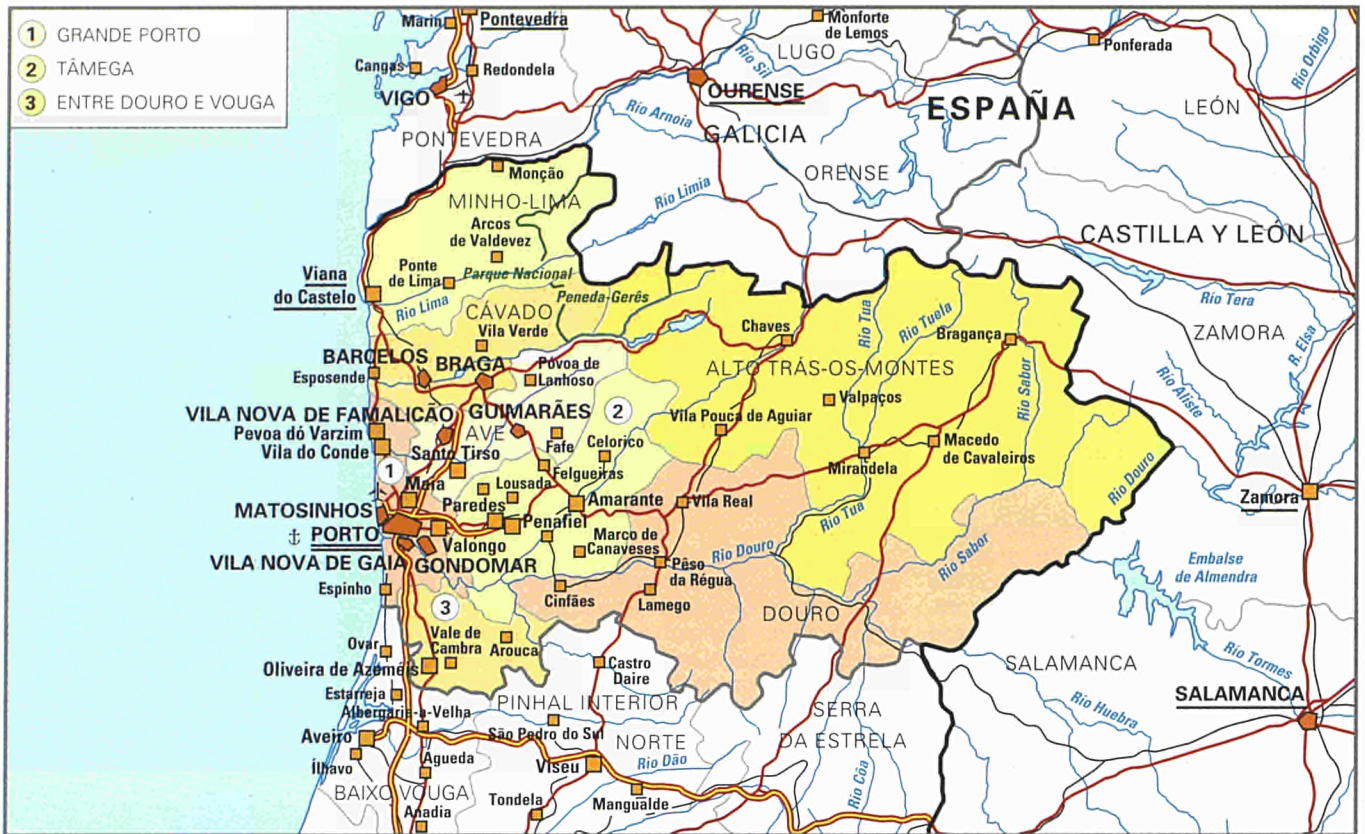 1 GRANDE PORTO
2 TÂMEGA
3 ENTRE DOURO E VOUGA
Marin
Pontevedra
Monforte
de Lemos
LUGO
Ponferada
Rio Orbigo
Cangas
Redondela
Rio Sil
VIGO
OURENSE
ESPAÑA
LEÓN
Rio Arnoia
GALICIA
PONTEVEDRA
ORENSE
Monção
Rio Limia
MINHO-LIMA
Arcos
de Valdevez
CASTILLA Y LEÓN
Viana
do Castelo
Ponte
de Lima
Parque Nacional
Peneda-Gerês
Rio Lima
Rio Tera
CÁVADO
Vila Verde
Chaves
Rio Tua
Rio Tuela
Bragança
ZAMORA
R. Elsa
BARCELOS
BRAGA
Esposende
Póvoa de
Lanhoso
ALTO TRÁS-OS-MONTES
Rio Sabor
Rio Aliste
Valpaços
VILA NOVA DE FAMALICÃO
GUIMARÃES
2
Vila Pouca de Aguiar
Pevoa dó Varzim
AVE
Fafe
Celorico
Vila do Conde
Santo Tirso
Felgueiras
Mirandela
Macedo
de Cavaleiros
1
Maia
Lousada
Rio Douro
Zamora
MATOSINHOS
Paredes
Amarante
Vila Real
Rio Tua
PORTO
Penafiel
Valongo
Marco de
Canaveses
Rio Douro
Rio Sabor
VILA NOVA DE GAIA
GONDOMAR
Pêso
da Régua
Embalse
de Almendra
Espinho
3
Cinfães
Lamego
DOURO
Ovar
Vale de
Cambra
Arouca
Oliveira de Azeméis
Castro
Daire
SALAMANCA
Rio Tormes
Estarreja
PINHAL INTERIOR
NORTE
Rio Huebra
SALAMANCA
Albergaria-a-Velha
São Pedro do Sul
SERRA
DA ESTRELA
Aveiro
Ílhavo
Agueda
Viseu
Rio Dão
Rio Côa
BAIXO VOUGA
Tondela
Mangualde
Anadia